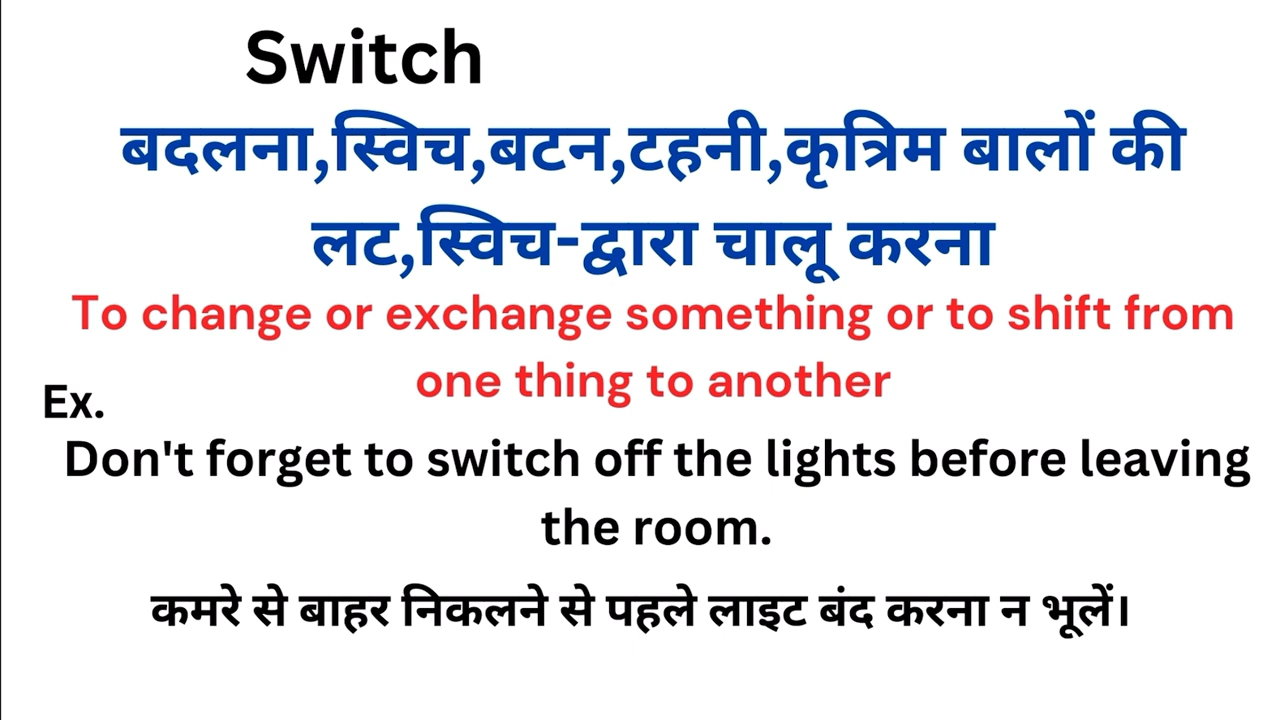 Switch
बदलना,स्विच,बटन,टहनी,कृत्रिम बालों की
लट,स्विच-द्वारा चालू करना
To change or exchange something or to shift from
one thing to another
Ex.
Don't forget to switch off the lights before leaving
the room.
कमरे से बाहर निकलने से पहले लाइट बंद करना न भूलें।